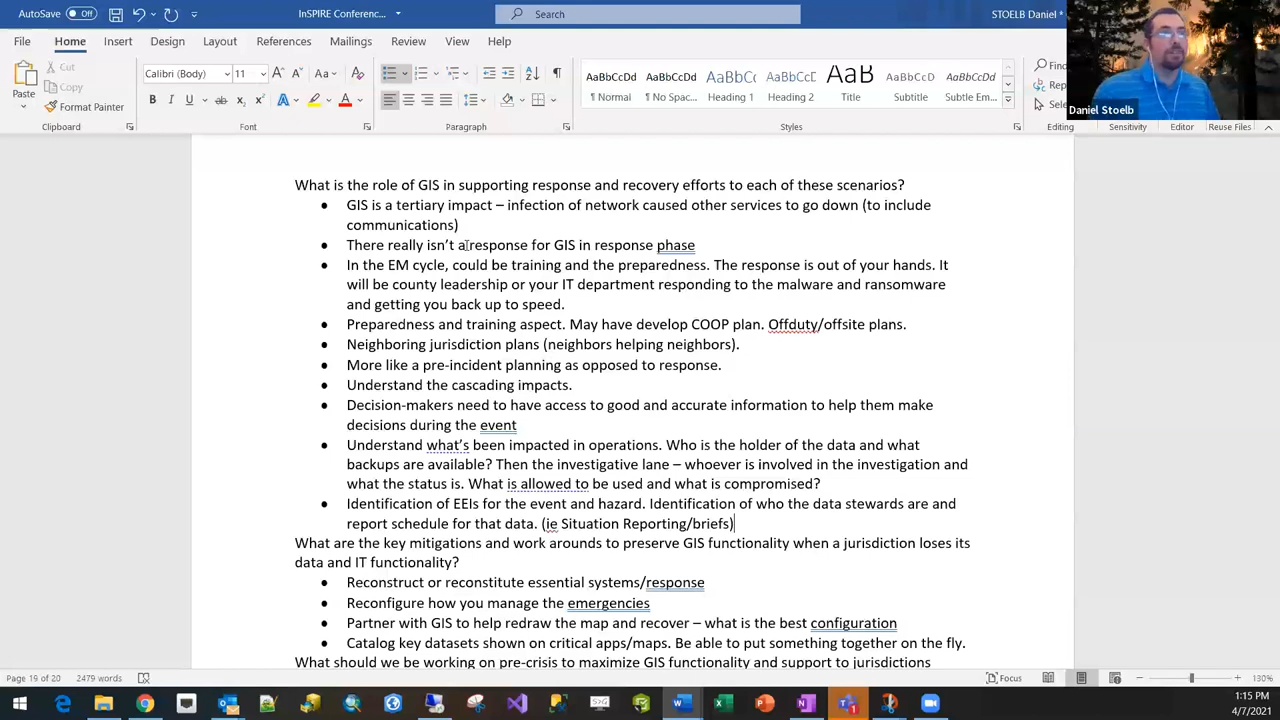 AutoSave Off InSPIRE Conferenc... Search STOELB Daniel
File Home Insert Design Layout References Mailings Review View Help
Paste Cut Copy Format Painter
Calibri (Body) 11
AaBbCcDd AaBbCcDd AaBbCc AaBbCcD AaB AaBbCcD AaBbCcD
¶ Normal ¶ No Spac... Heading 1 Heading 2 Title Subtitle Subtle Em...
Daniel Stoelb
Clipboard Font Paragraph Styles Editing Sensitivity Editor Reuse Files
What is the role of GIS in supporting response and recovery efforts to each of these scenarios?
• GIS is a tertiary impact – infection of network caused other services to go down (to include
communications)
• There really isn't a response for GIS in response phase
• In the EM cycle, could be training and the preparedness. The response is out of your hands. It
will be county leadership or your IT department responding to the malware and ransomware
and getting you back up to speed.
• Preparedness and training aspect. May have develop COOP plan. Offduty/offsite plans.
• Neighboring jurisdiction plans (neighbors helping neighbors).
• More like a pre-incident planning as opposed to response.
• Understand the cascading impacts.
• Decision-makers need to have access to good and accurate information to help them make
decisions during the event
• Understand what's been impacted in operations. Who is the holder of the data and what
backups are available? Then the investigative lane – whoever is involved in the investigation and
what the status is. What is allowed to be used and what is compromised?
• Identification of EEIs for the event and hazard. Identification of who the data stewards are and
report schedule for that data. (ie Situation Reporting/briefs)
What are the key mitigations and work arounds to preserve GIS functionality when a jurisdiction loses its
data and IT functionality?
• Reconstruct or reconstitute essential systems/response
• Reconfigure how you manage the emergencies
• Partner with GIS to help redraw the map and recover – what is the best configuration
• Catalog key datasets shown on critical apps/maps. Be able to put something together on the fly.
What should we be working on pre-crisis to maximize GIS functionality and support to jurisdictions
Page 19 of 20 2479 words Focus 130%
1:15 PM
4/7/2021